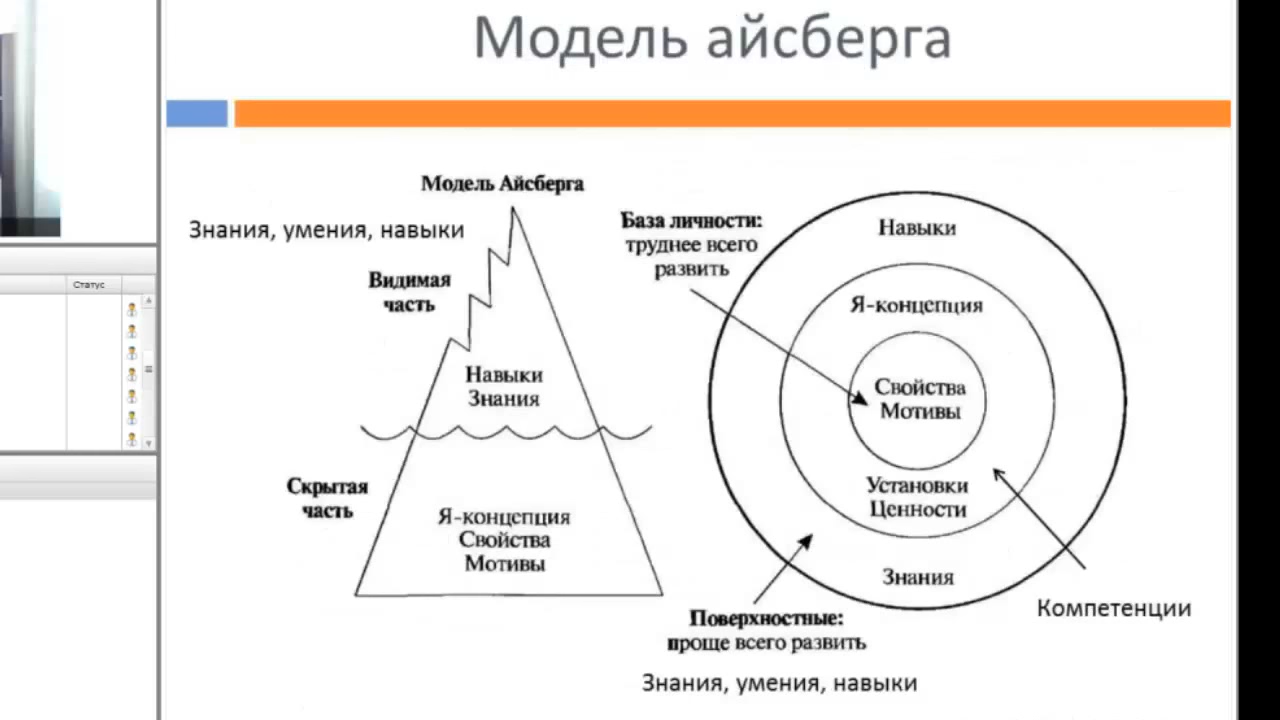 Модель айсберга
Статус
Модель Айсберга
Знания, умения, навыки
Видимая
часть
Навыки
Знания
Скрытая
часть
Я-концепция
Свойства
Мотивы
База личности:
труднее всего
развить
Навыки
Я-концепция
Свойства
Мотивы
Установки
Ценности
Знания
Компетенции
Поверхностные:
проще всего развить
Знания, умения, навыки